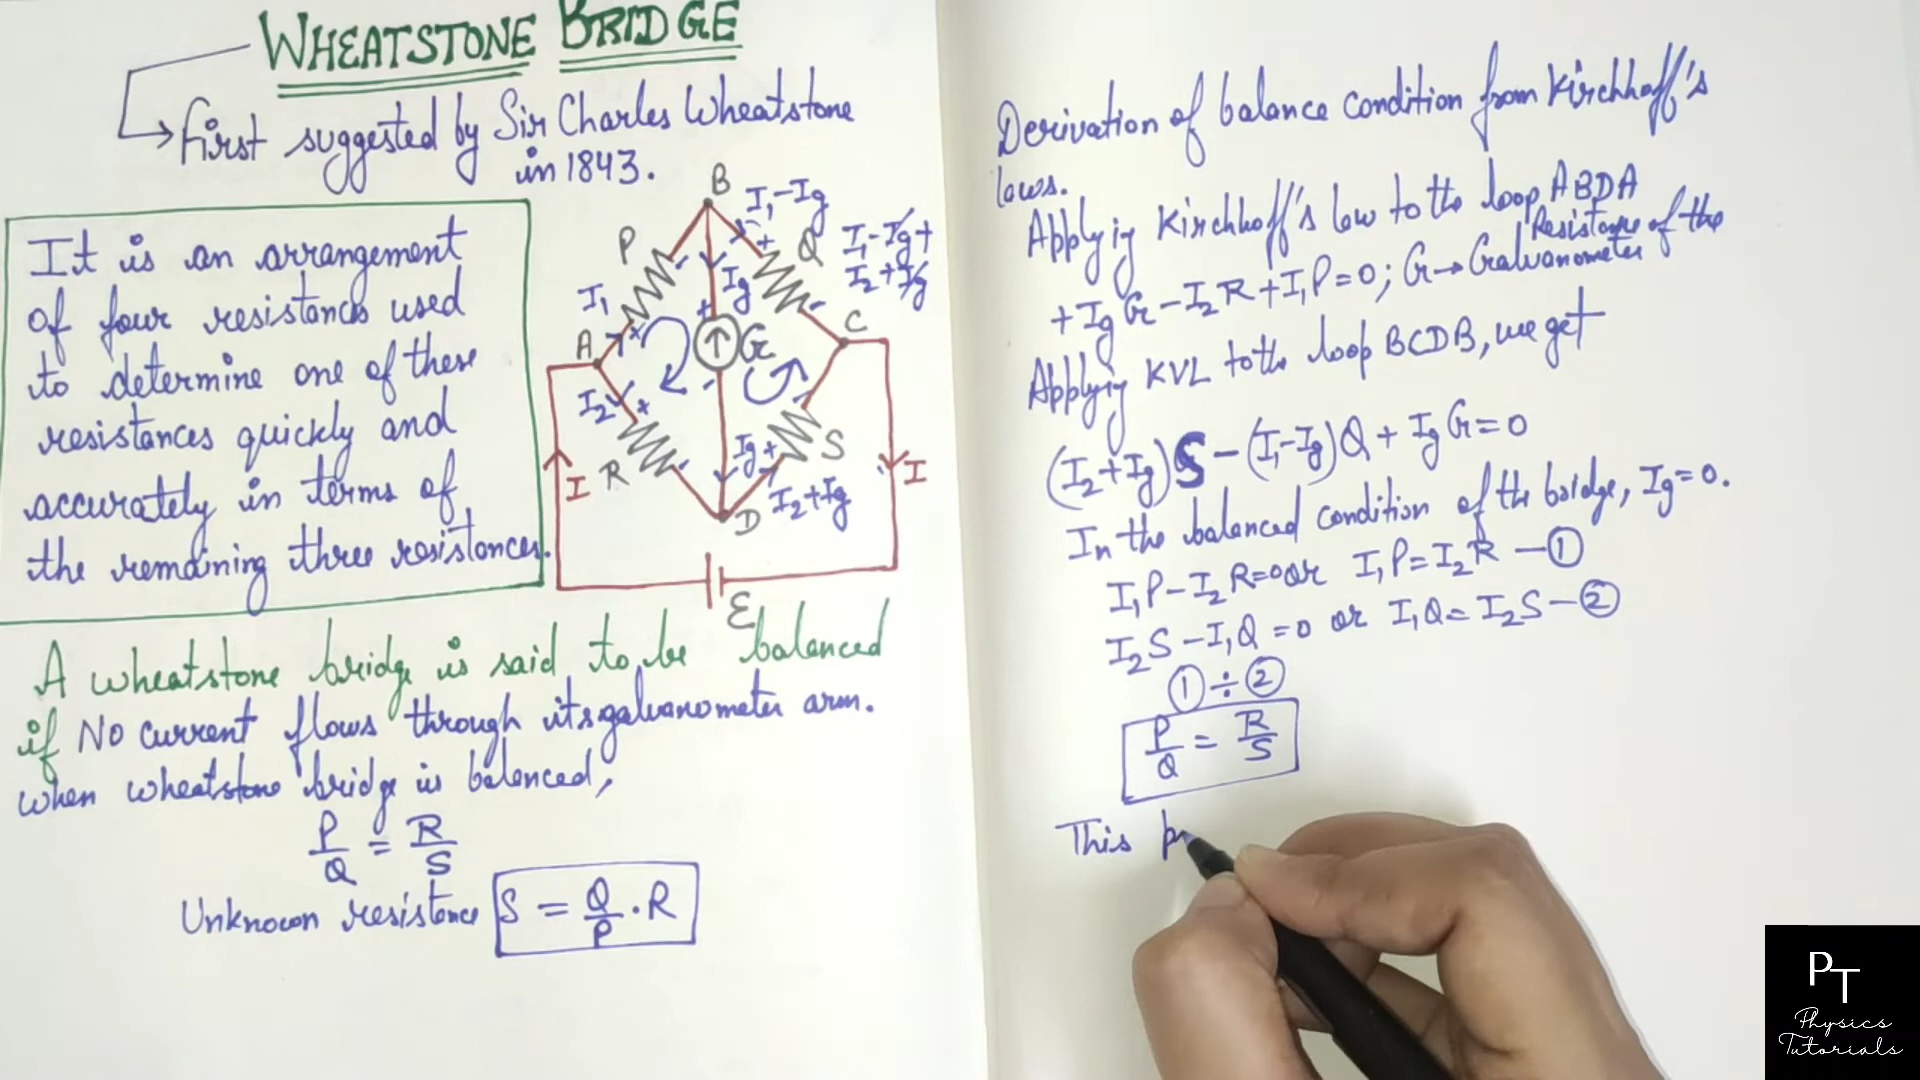 WHEATSTONE BRIDGE
First suggested by Sir Charles Wheatstone
in 1843.
It is an arrangement
of four resistances used
to determine one of these
resistances quickly and
accurately in terms of
the remaining three resistances.
B
I₁-Ig
P
Q
I₁-Ig+
I₂+Ig
I₁
Ig
A
G
C
I₂
R
Ig
S
I
I
D
I₂+Ig
ε
A wheatstone bridge is said to be balanced
if No current flows through its galvanometer arm.
when wheatstone bridge is balanced,
P/Q = R/S
Unknown resistance S = Q/P . R
Derivation of balance condition from Kirchhoff's
laws.
Applying Kirchhoff's law to the loop ABDA
+IgG-I₂R+I₁P=0; G→ Resistance of the Galvanometer
Applying KVL to the loop BCDB, we get
(I₂+Ig)S-(I₁-Ig)Q+IgG=0
In the balanced condition of the bridge, Ig=0.
I₁P-I₂R=0 or I₁P=I₂R-①
I₂S-I₁Q=0 or I₁Q=I₂S-②
①÷②
P/Q = R/S
This
PT
Physics
Tutorials